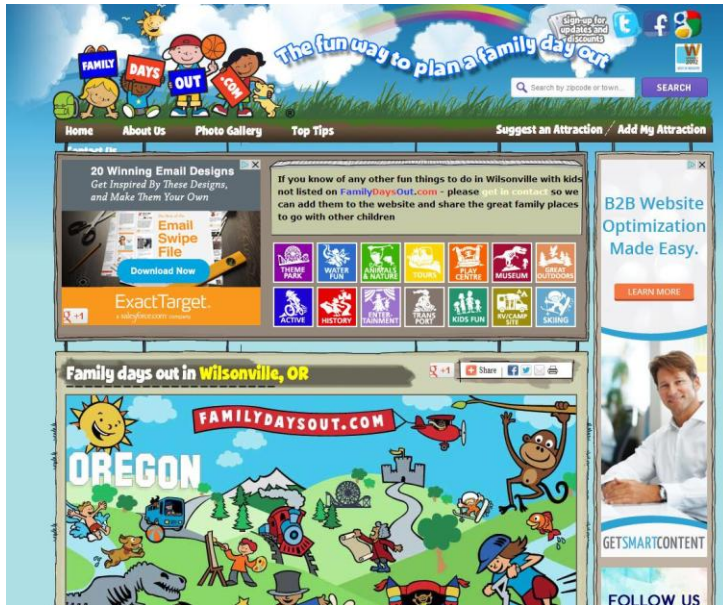 FAMILY
DAYS
OUT
.COM
The fun way to plan a family day out
sign-up for
updates and
discounts
Search by zipcode or town...
SEARCH
Home About Us Photo Gallery Top Tips Suggest an Attraction / Add My Attraction
Contact Us
20 Winning Email Designs
Get Inspired By These Designs,
and Make Them Your Own
Email
Swipe
File
Download Now
ExactTarget.
a salesforce.com company
+1
If you know of any other fun things to do in Wilsonville with kids
not listed on FamilyDaysOut.com - please get in contact so we
can add them to the website and share the great family places
to go with other children
THEME
PARK
WATER
FUN
ANIMALS
& NATURE
TOURS
PLAY
CENTRE
MUSEUM
GREAT
OUTDOORS
ACTIVE
HISTORY
ENTER-
TAINMENT
TRANS
PORT
KIDS FUN
RV/CAMP
SITE
SKIING
B2B Website
Optimization
Made Easy.
LEARN MORE
GETSMARTCONTENT
Family days out in Wilsonville, OR
+1
Share
FAMILYDAYSOUT.COM
OREGON
FOLLOW US